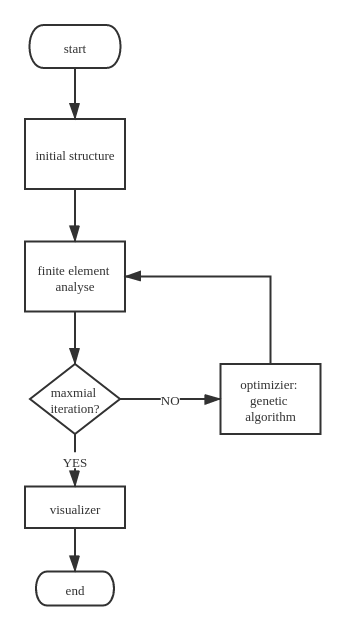 start
initial structure
finite element
analyse
maxmial
iteration?
NO
optimizier:
genetic
algorithm
YES
visualizer
end